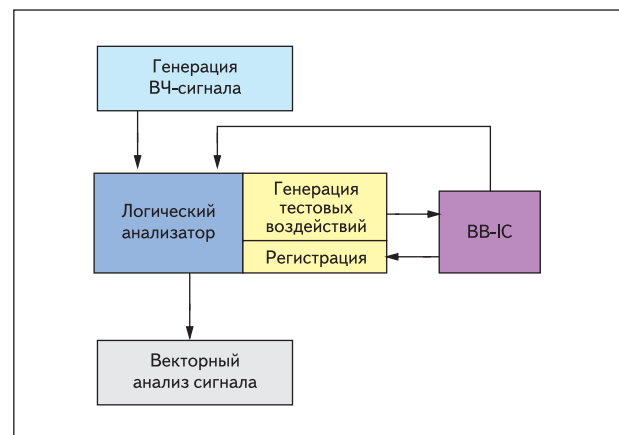 Генерация
ВЧ-сигнала
Логический
анализатор
Генерация
тестовых
воздействий
Регистрация
BB-IC
Векторный
анализ сигнала